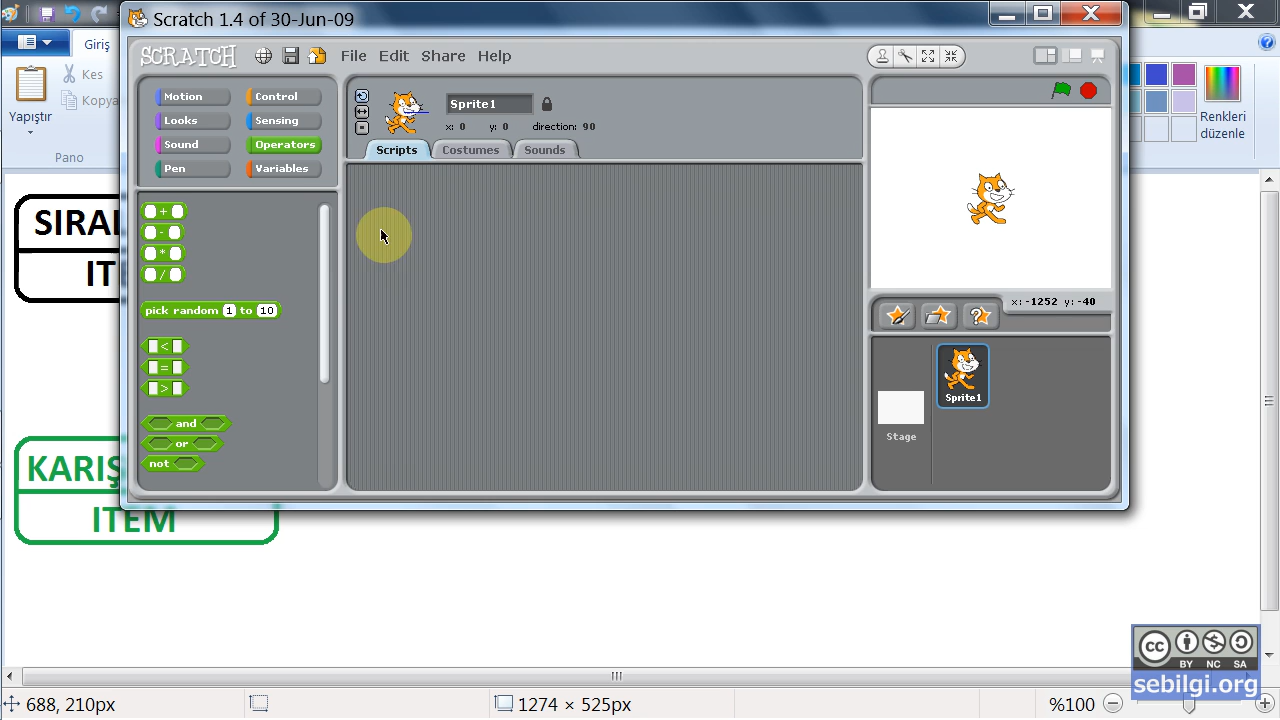 Scratch 1.4 of 30-Jun-09
Giriş
Kes
Kopya
Yapıştır
Pano
Renkleri
düzenle
SCRATCH
File Edit Share Help
Motion Control
Looks Sensing
Sound Operators
Pen Variables
Sprite1
x: 0 y: 0 direction: 90
Scripts Costumes Sounds
+
-
*
/
pick random 1 to 10
<
=
>
and
or
not
x: -1252 y: -40
Sprite1
Stage
SIRAL
IT
KARIŞ
ITEM
cc BY NC SA
sebilgi.org
688, 210px
1274 × 525px
%100